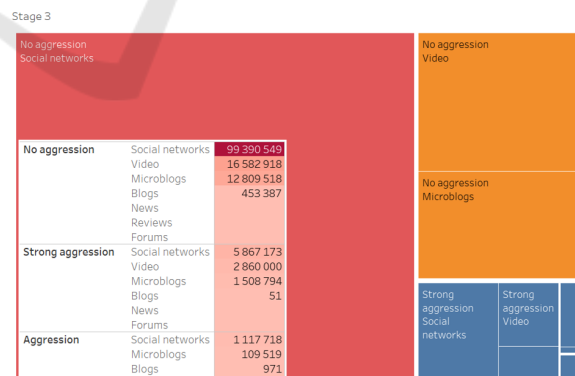 Stage 3
No aggression
Social networks
No aggression
Video
No aggression
Microblogs
Strong
aggression
Social
networks
Strong
aggression
Video
No aggression Social networks 99 390 549
Video 16 582 918
Microblogs 12 809 518
Blogs 453 387
News
Reviews
Forums
Strong aggression Social networks 5 867 173
Video 2 860 000
Microblogs 1 508 794
Blogs 51
News
Forums
Aggression Social networks 1 117 718
Microblogs 109 519
Blogs 971